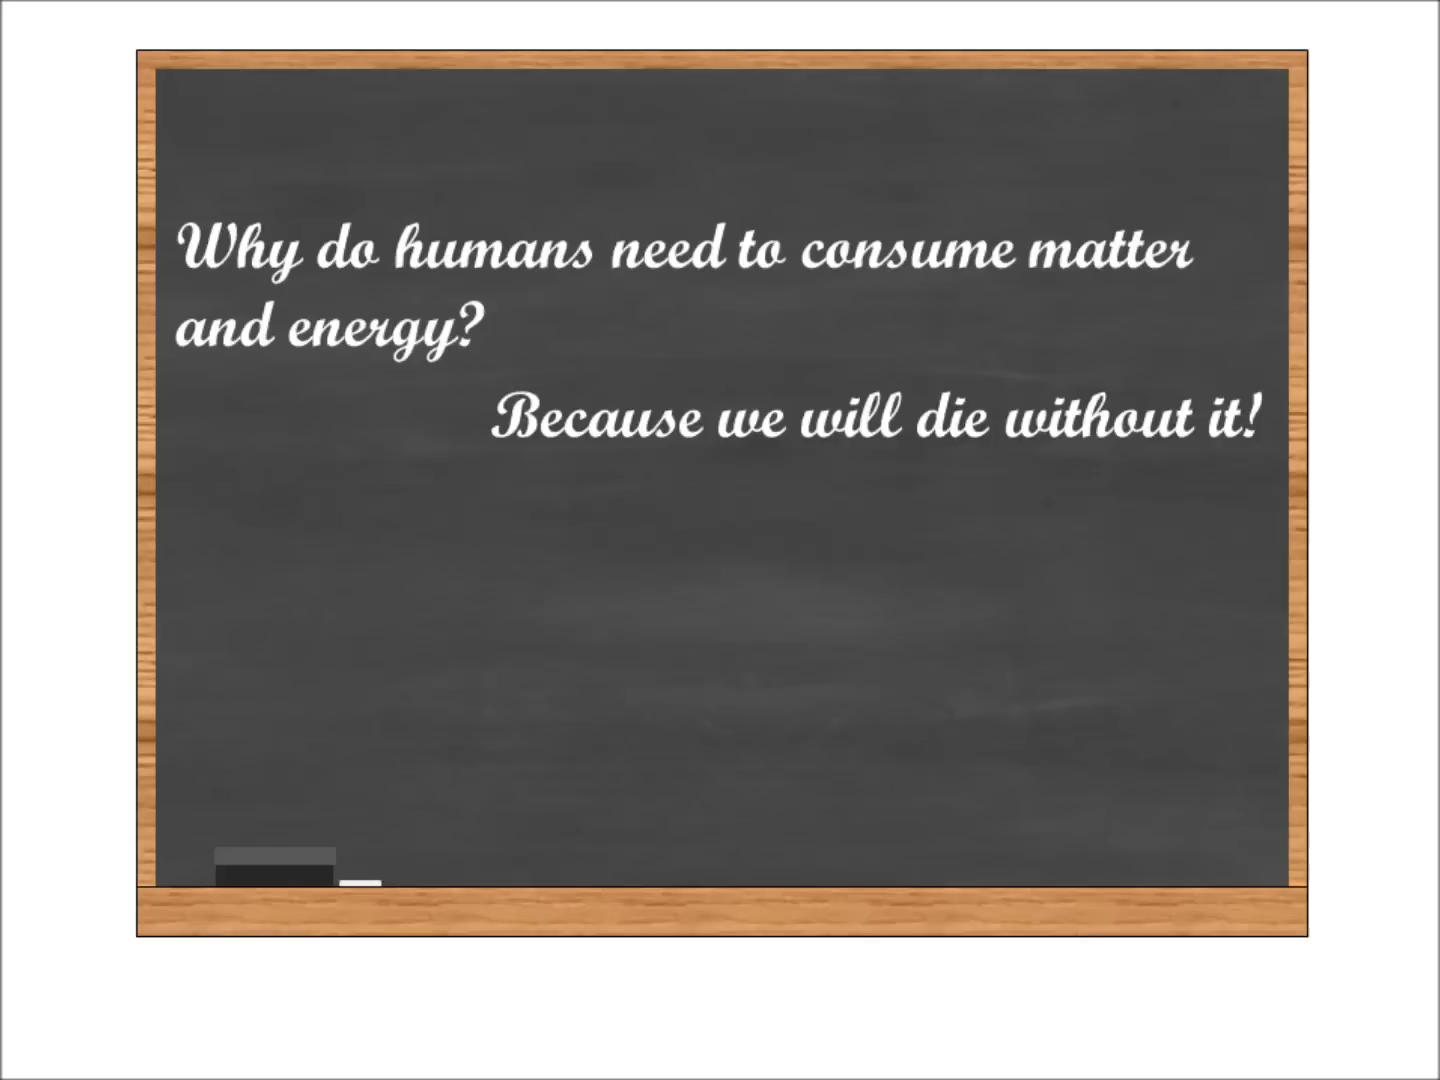 Why do humans need to consume matter
and energy?
Because we will die without it!